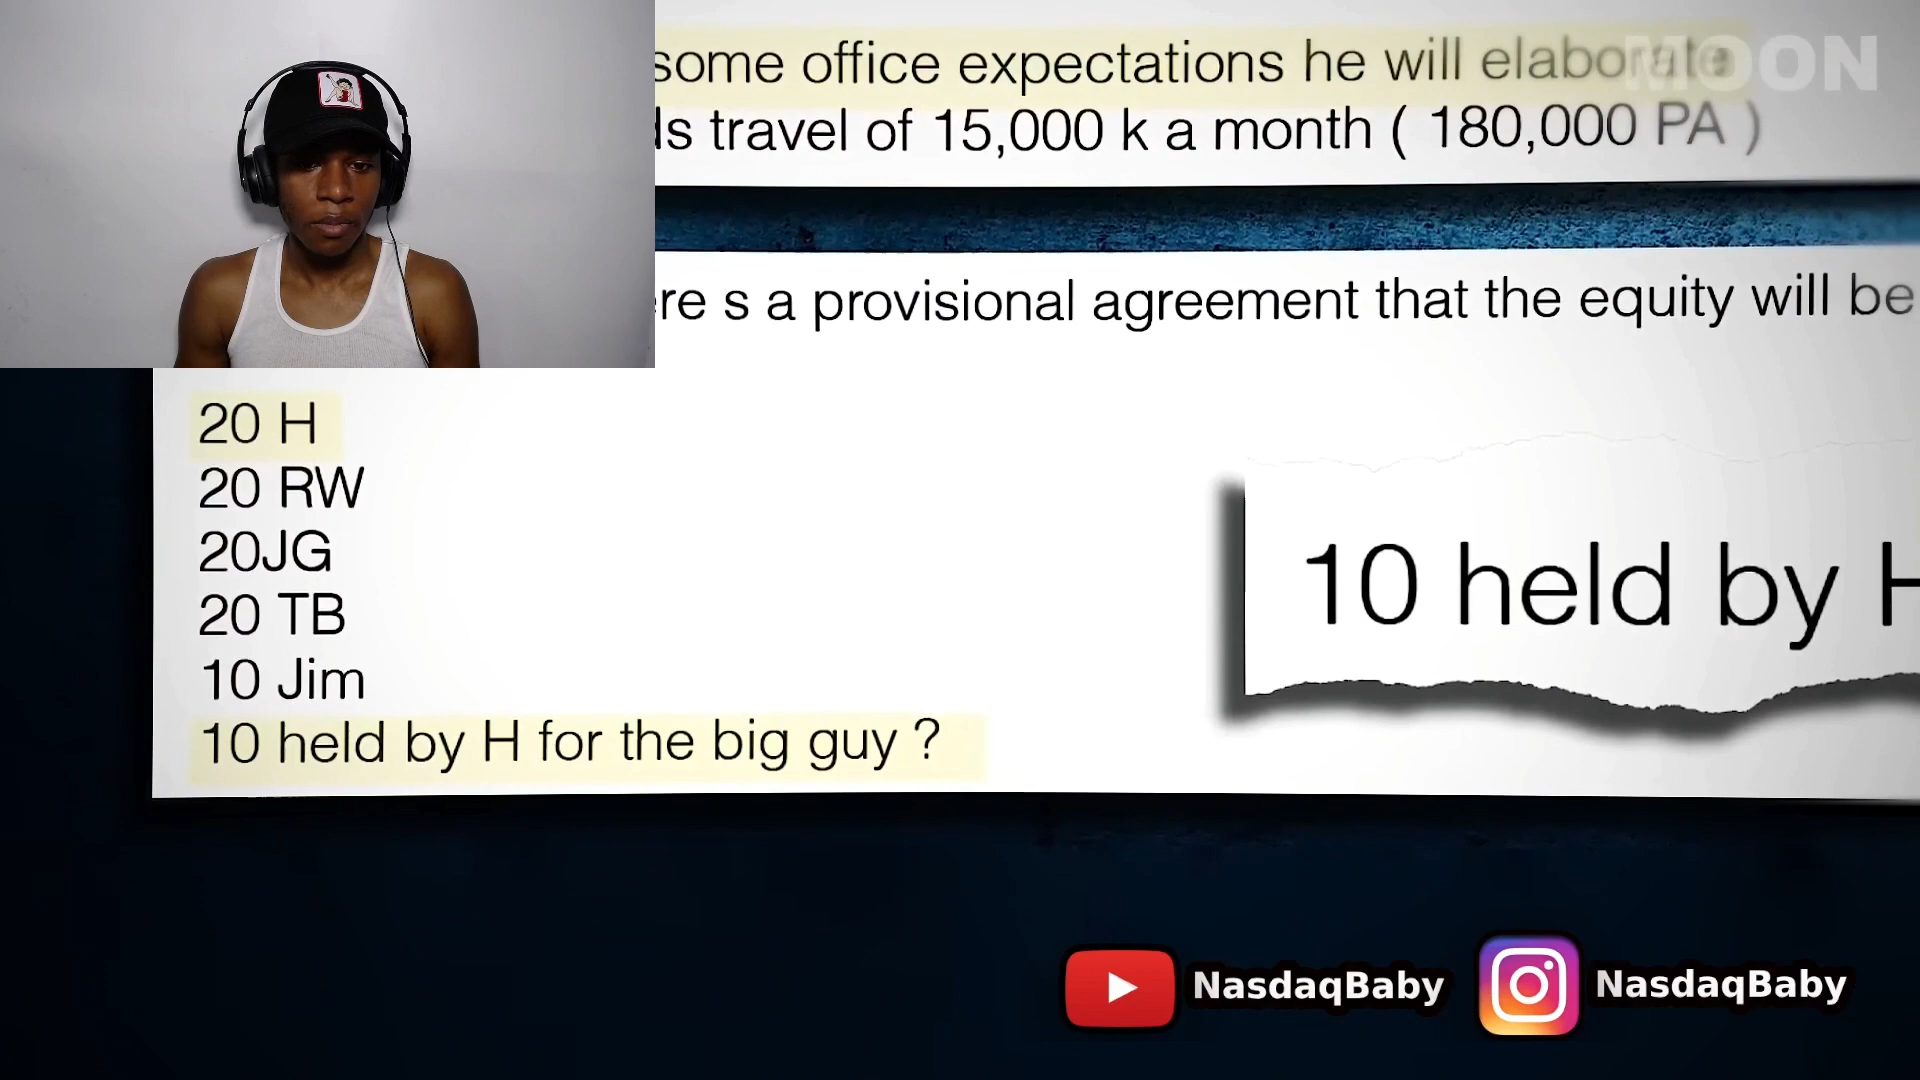 some office expectations he will elaborate
MOON
ds travel of 15,000 k a month ( 180,000 PA )
re s a provisional agreement that the equity will be
20 H
20 RW
20JG
20 TB
10 Jim
10 held by H for the big guy ?
10 held by H
NasdaqBaby
NasdaqBaby